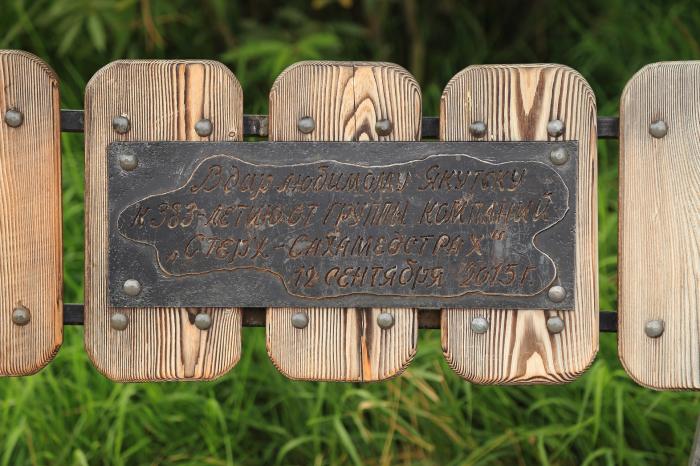 В дар любимому Якутску
к 383-летию от группы компаний
„Стерх-Сахамедстрах“
12 сентября 2015 г.